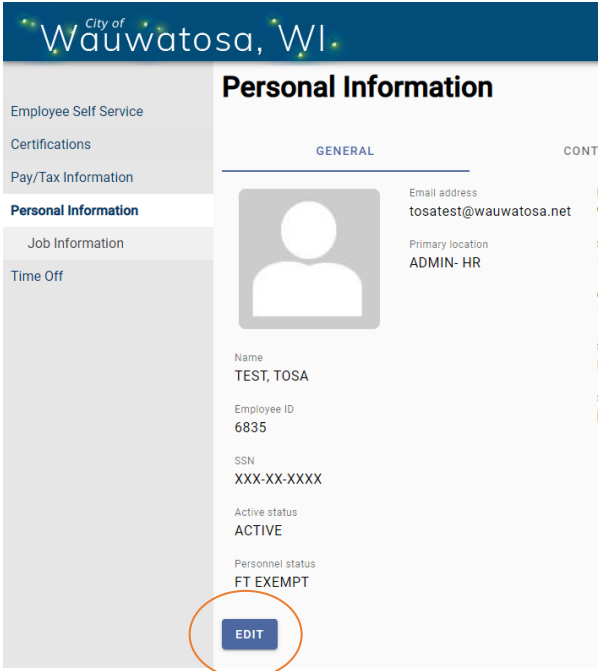 City of
Wauwatosa, WI
Personal Information
Employee Self Service
Certifications
Pay/Tax Information
Personal Information
Job Information
Time Off
GENERAL
CONT
Email address
tosatest@wauwatosa.net
Primary location
ADMIN- HR
Name
TEST, TOSA
Employee ID
6835
SSN
XXX-XX-XXXX
Active status
ACTIVE
Personnel status
FT EXEMPT
EDIT